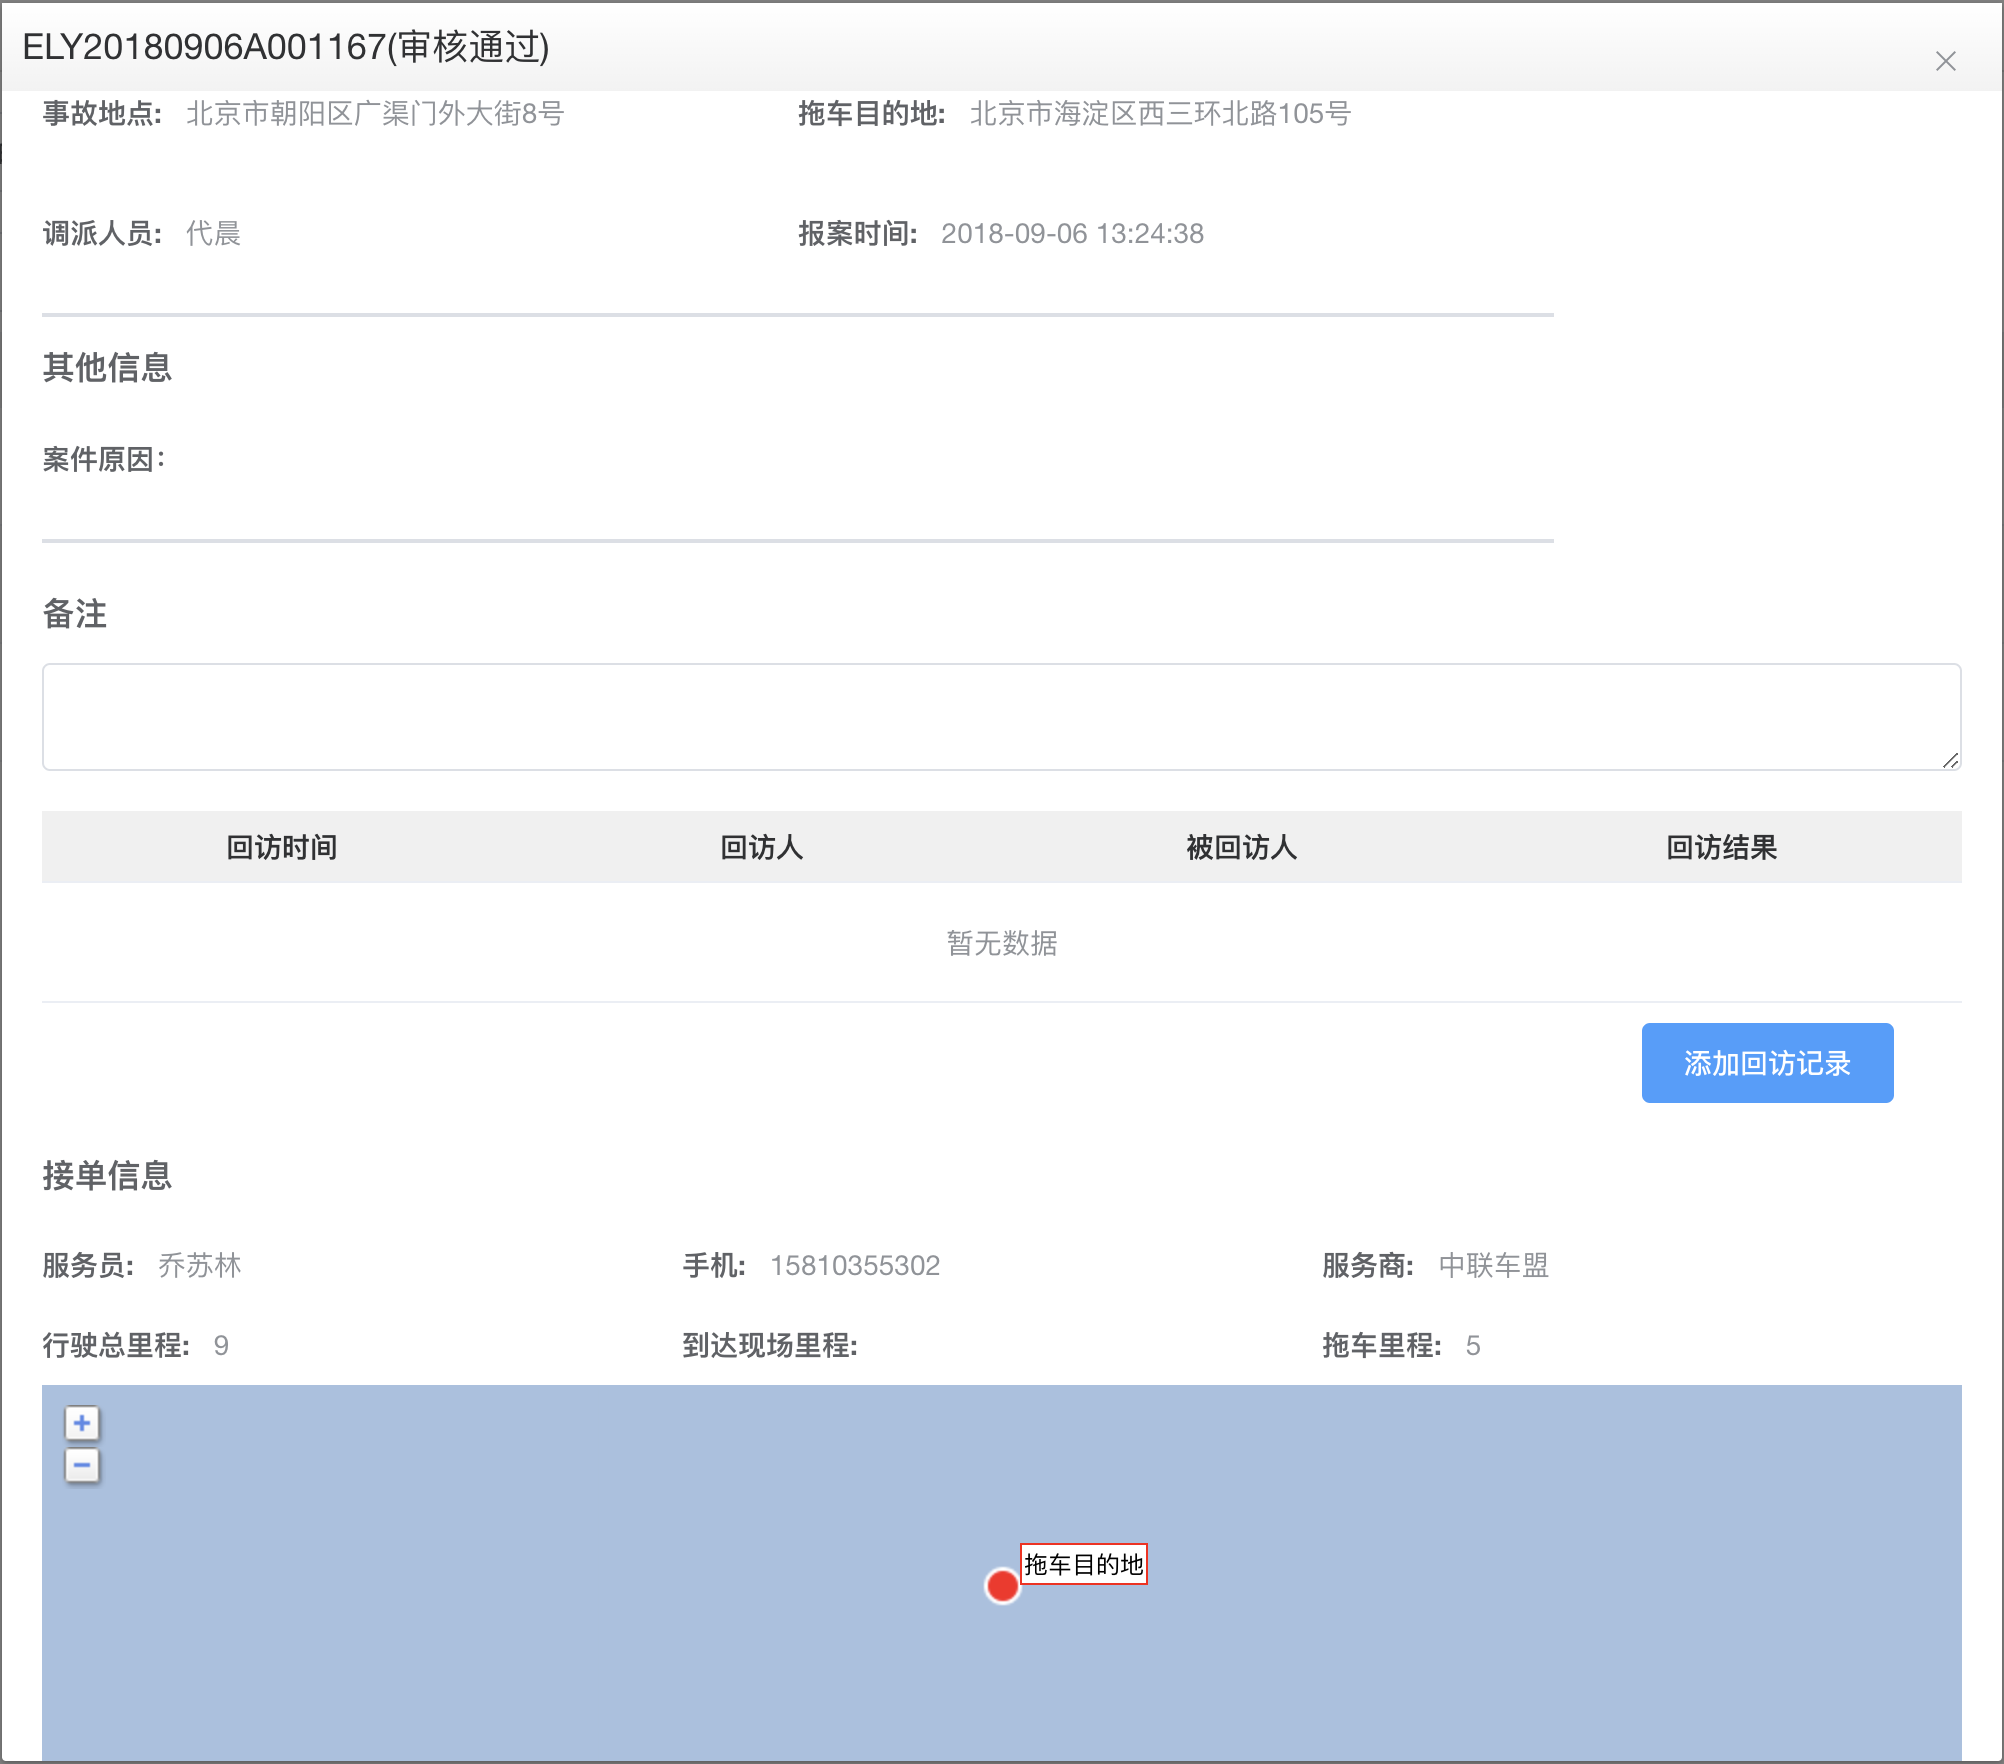 ELY20180906A001167(审核通过)
事故地点: 北京市朝阳区广渠门外大街8号 拖车目的地: 北京市海淀区西三环北路105号
调派人员: 代晨 报案时间: 2018-09-06 13:24:38
其他信息
案件原因：
备注
回访时间 回访人 被回访人 回访结果
暂无数据
添加回访记录
接单信息
服务员: 乔苏林 手机: 15810355302 服务商: 中联车盟
行驶总里程: 9 到达现场里程: 拖车里程: 5
拖车目的地